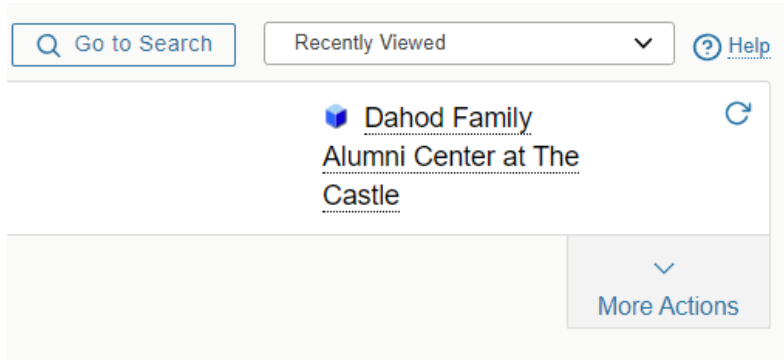 Go to Search
Recently Viewed
Help
Dahod Family
Alumni Center at The
Castle
More Actions